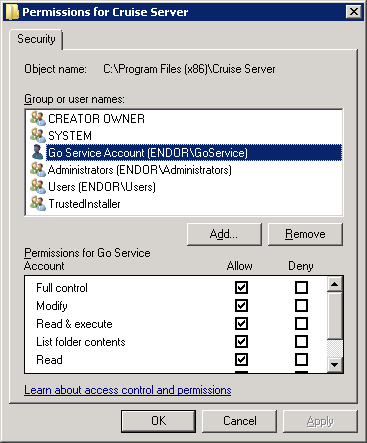 Permissions for Cruise Server
Security
Object name: C:\Program Files (x86)\Cruise Server
Group or user names:
CREATOR OWNER
SYSTEM
Go Service Account (ENDOR\GoService)
Administrators (ENDOR\Administrators)
Users (ENDOR\Users)
TrustedInstaller
Add...
Remove
Permissions for Go Service
Account Allow Deny
Full control
Modify
Read & execute
List folder contents
Read
Learn about access control and permissions
OK
Cancel
Apply